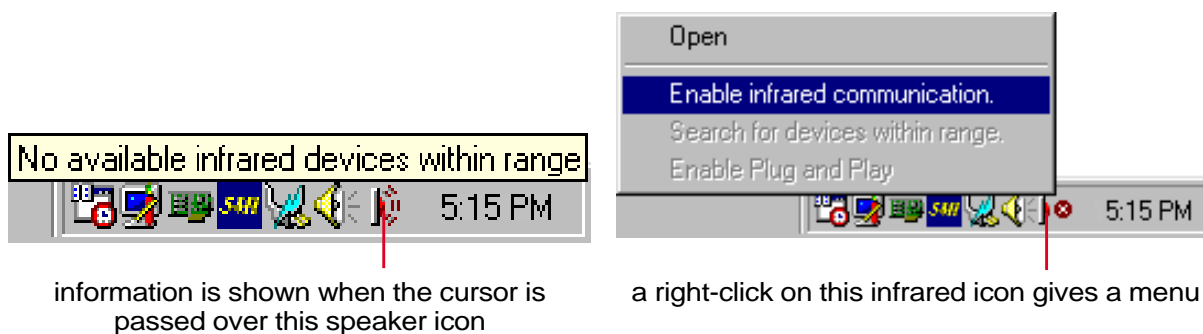 No available infrared devices within range
5:15 PM
information is shown when the cursor is
passed over this speaker icon
Open
Enable infrared communication.
Search for devices within range.
Enable Plug and Play
5:15 PM
a right-click on this infrared icon gives a menu